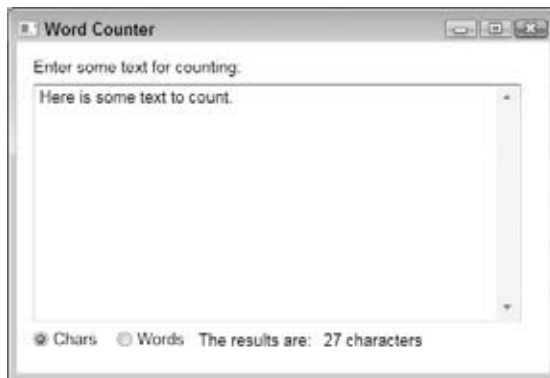 Word Counter
Enter some text for counting:
Here is some text to count.
Chars Words The results are: 27 characters